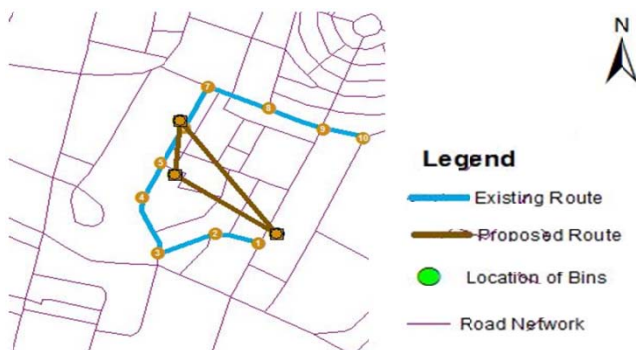 N
7
8
9
10
5
4
3
2
1
Legend
Existing Route
Proposed Route
Location of Bins
Road Network